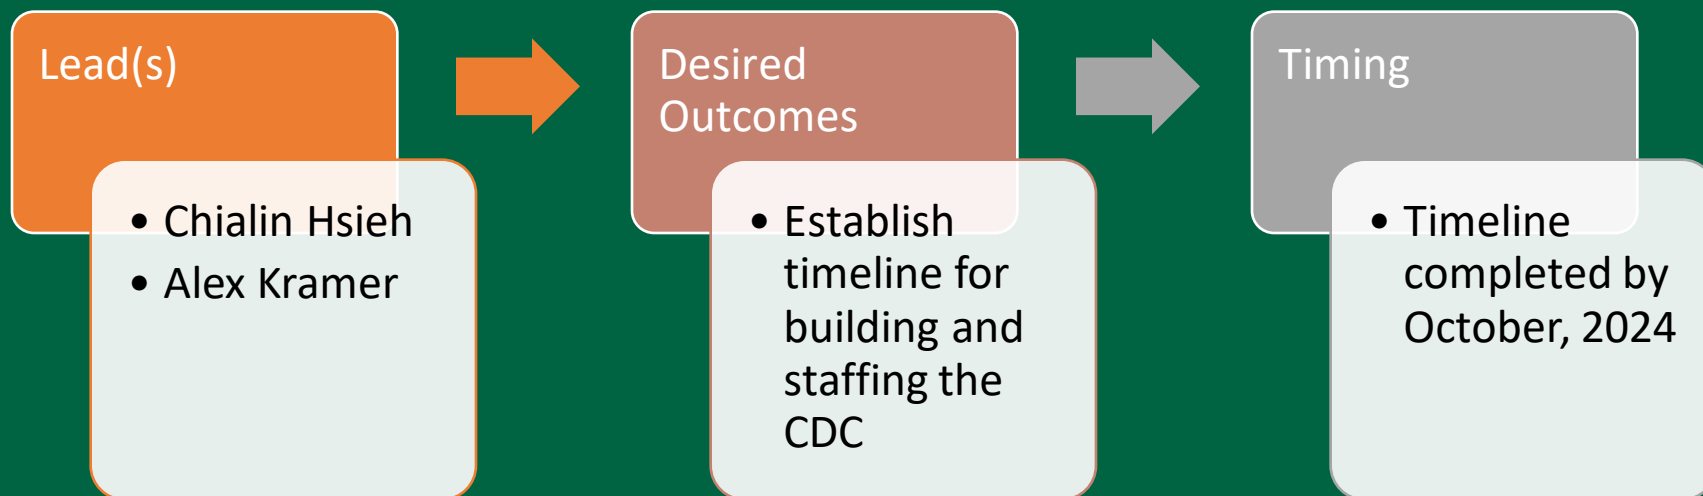 Lead(s)
• Chialin Hsieh
• Alex Kramer
Desired
Outcomes
• Establish
timeline for
building and
staffing the
CDC
Timing
• Timeline
completed by
October, 2024